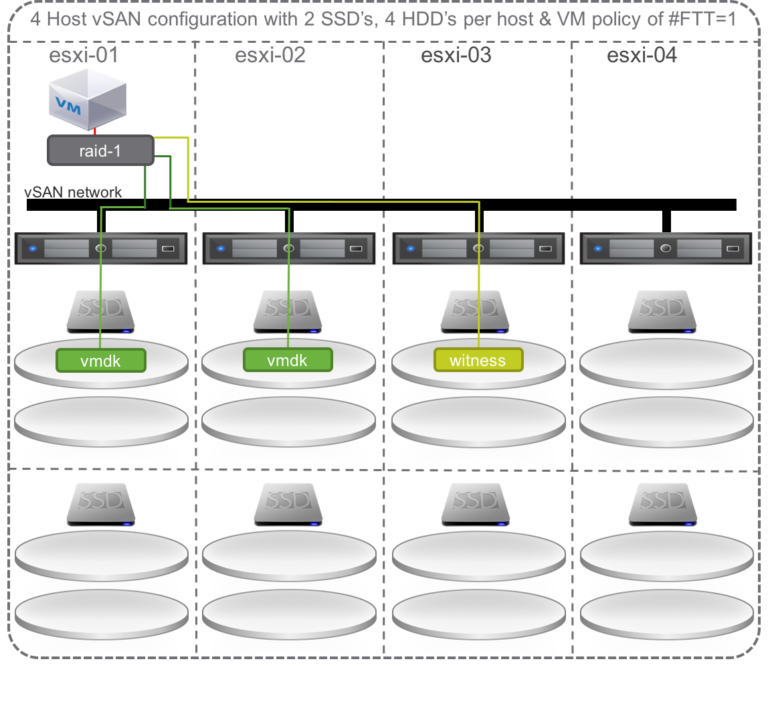 4 Host vSAN configuration with 2 SSD's, 4 HDD's per host & VM policy of #FTT=1
esxi-01 esxi-02 esxi-03 esxi-04
VM
raid-1
vSAN network
SSD SSD SSD SSD
vmdk vmdk witness
SSD SSD SSD SSD